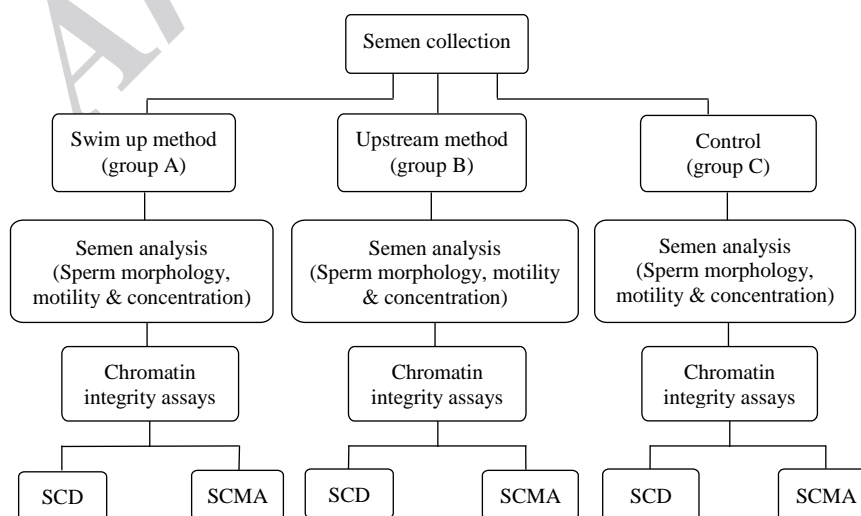 Semen collection
Swim up method
(group A)
Upstream method
(group B)
Control
(group C)
Semen analysis
(Sperm morphology,
motility & concentration)
Semen analysis
(Sperm morphology, motility
& concentration)
Semen analysis
(Sperm morphology,
motility & concentration)
Chromatin
integrity assays
Chromatin
integrity assays
Chromatin
integrity assays
SCD
SCMA
SCD
SCMA
SCD
SCMA